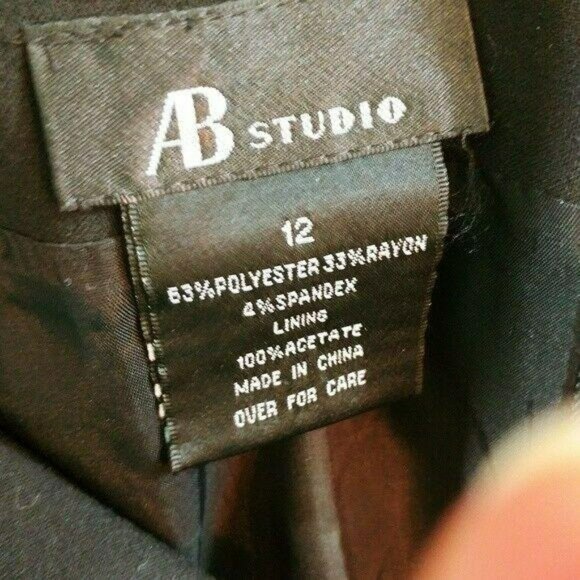 AB STUDIO
12
63%POLYESTER 33%RAYON
4%SPANDEX
LINING
100%ACETATE
MADE IN CHINA
OVER FOR CARE